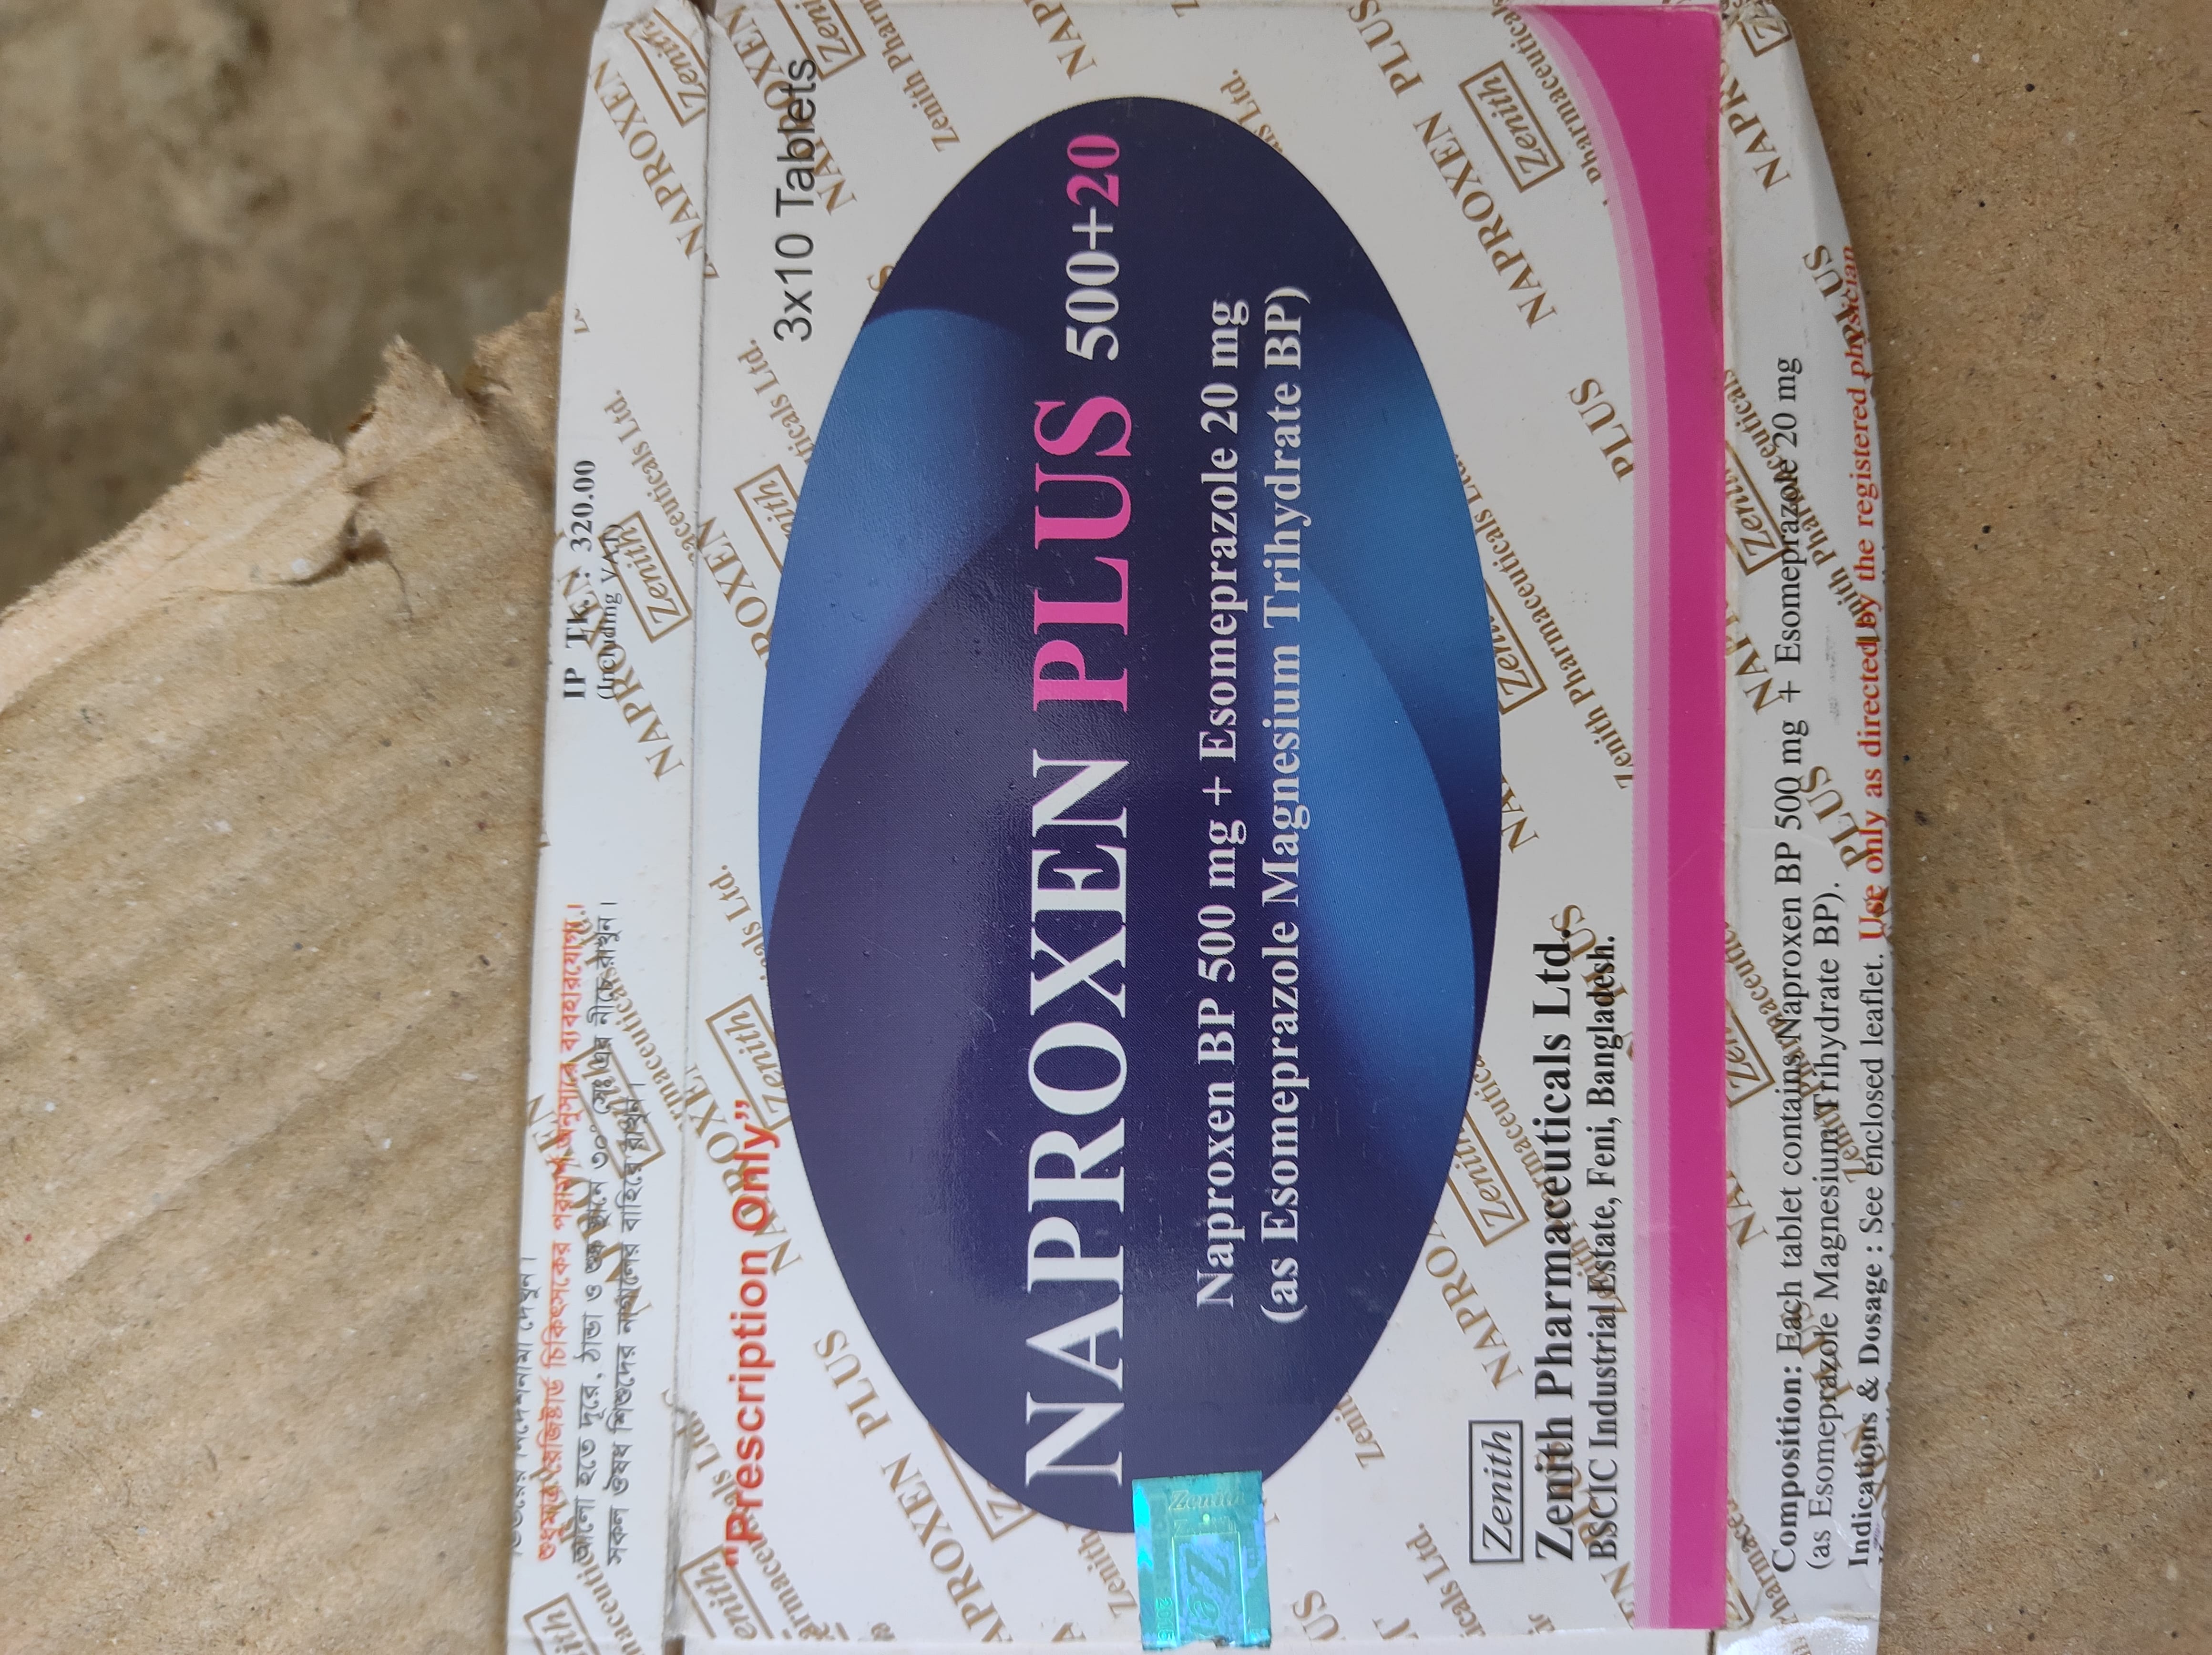 শুধুমাত্র রেজিষ্টার্ড চিকিৎসকের পরামর্শ অনুসারে ব্যবহারযোগ্য।
আলো হতে দূরে, ঠান্ডা ও শুষ্ক স্থানে ৩০° সেঃ এর নীচে রাখুন।
সকল ঔষধ শিশুদের নাগালের বাহিরে রাখুন।
IP Tk. : 320.00
(Including VAT)
"Prescription Only”
3x10 Tablets
NAPROXEN PLUS 500+20
Naproxen BP 500 mg + Esomeprazole 20 mg
(as Esomeprazole Magnesium Trihydrate BP)
Zenith
Zenith Pharmaceuticals Ltd.
BSCIC Industrial Estate, Feni, Bangladesh.
Composition: Each tablet contains Naproxen BP 500 mg + Esomeprazole 20 mg
(as Esomeprazole Magnesium Trihydrate BP).
Indications & Dosage : See enclosed leaflet. Use only as directed by the registered physician